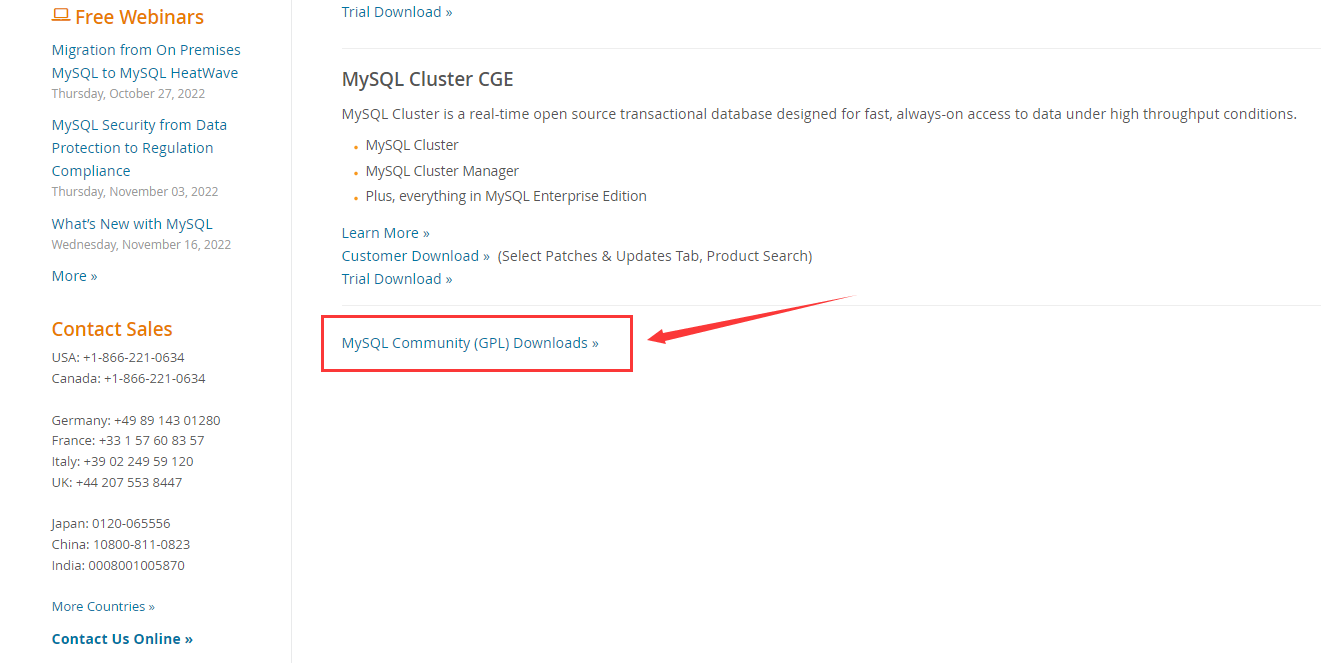 Free Webinars
Migration from On Premises
MySQL to MySQL HeatWave
Thursday, October 27, 2022
MySQL Security from Data
Protection to Regulation
Compliance
Thursday, November 03, 2022
What's New with MySQL
Wednesday, November 16, 2022
More »
Contact Sales
USA: +1-866-221-0634
Canada: +1-866-221-0634
Germany: +49 89 143 01280
France: +33 1 57 60 83 57
Italy: +39 02 249 59 120
UK: +44 207 553 8447
Japan: 0120-065556
China: 10800-811-0823
India: 0008001005870
More Countries »
Contact Us Online »
Trial Download »
MySQL Cluster CGE
MySQL Cluster is a real-time open source transactional database designed for fast, always-on access to data under high throughput conditions.
MySQL Cluster
MySQL Cluster Manager
Plus, everything in MySQL Enterprise Edition
Learn More »
Customer Download » (Select Patches & Updates Tab, Product Search)
Trial Download »
MySQL Community (GPL) Downloads »